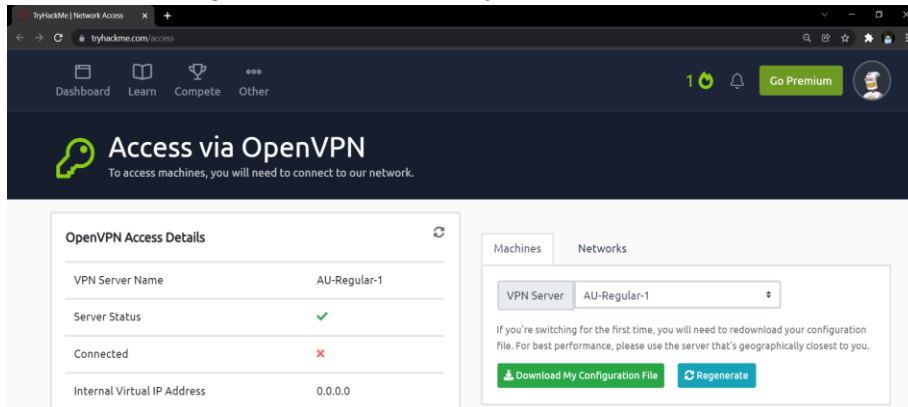 TryHackMe | Network Access
tryhackme.com/access
Dashboard Learn Compete Other
1
Go Premium
Access via OpenVPN
To access machines, you will need to connect to our network.
OpenVPN Access Details
VPN Server Name AU-Regular-1
Server Status
Connected
Internal Virtual IP Address 0.0.0.0
Machines Networks
VPN Server AU-Regular-1
If you're switching for the first time, you will need to redownload your configuration
file. For best performance, please use the server that's geographically closest to you.
Download My Configuration File Regenerate